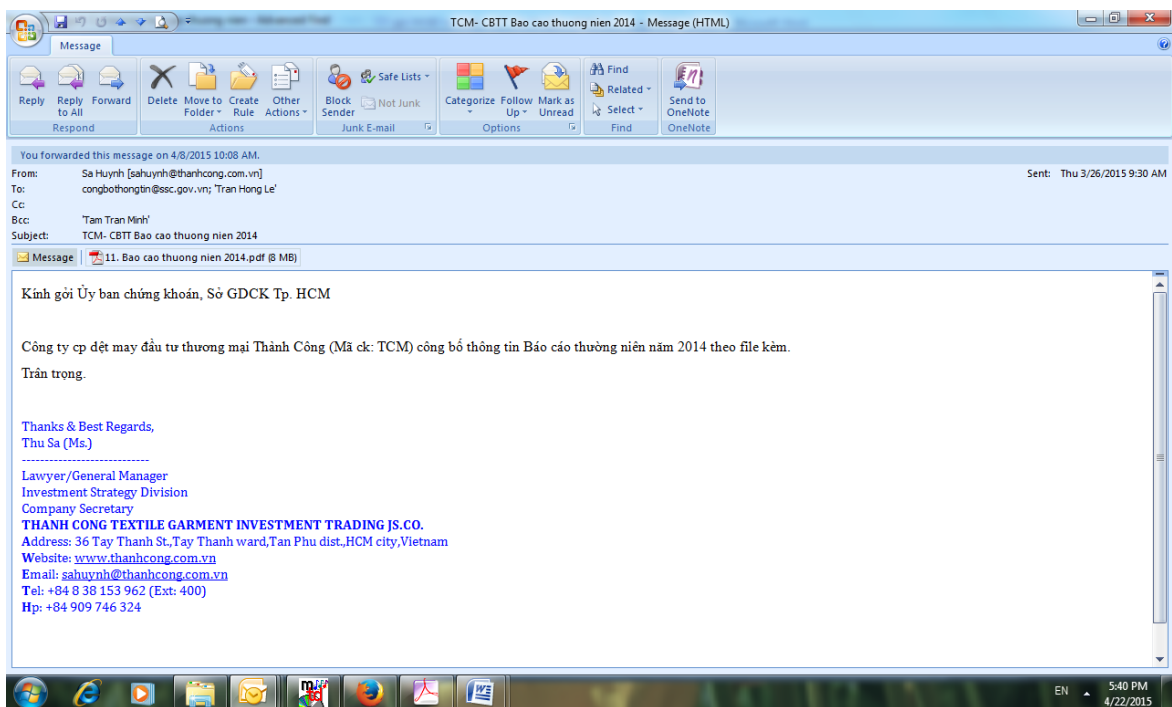 TCM- CBTT Bao cao thuong nien 2014 - Message (HTML)
Message
Reply
Reply to All
Forward
Respond
Delete
Move to Folder
Create Rule
Other Actions
Actions
Block Sender
Safe Lists
Not Junk
Junk E-mail
Categorize
Follow Up
Mark as Unread
Options
Find
Related
Select
Find
Send to OneNote
OneNote
You forwarded this message on 4/8/2015 10:08 AM.
From: Sa Huynh [sahuynh@thanhcong.com.vn]
Sent: Thu 3/26/2015 9:30 AM
To: congbothongtin@ssc.gov.vn; 'Tran Hong Le'
Cc:
Bcc: 'Tam Tran Minh'
Subject: TCM- CBTT Bao cao thuong nien 2014
Message 11. Bao cao thuong nien 2014.pdf (8 MB)
Kính gởi Ủy ban chứng khoán, Sở GDCK Tp. HCM
Công ty cp dệt may đầu tư thương mại Thành Công (Mã ck: TCM) công bố thông tin Báo cáo thường niên năm 2014 theo file kèm.
Trân trọng.
Thanks & Best Regards,
Thu Sa (Ms.)
----------------------------
Lawyer/General Manager
Investment Strategy Division
Company Secretary
THANH CONG TEXTILE GARMENT INVESTMENT TRADING JS.CO.
Address: 36 Tay Thanh St.,Tay Thanh ward,Tan Phu dist.,HCM city,Vietnam
Website: www.thanhcong.com.vn
Email: sahuynh@thanhcong.com.vn
Tel: +84 8 38 153 962 (Ext: 400)
Hp: +84 909 746 324
EN
5:40 PM
4/22/2015